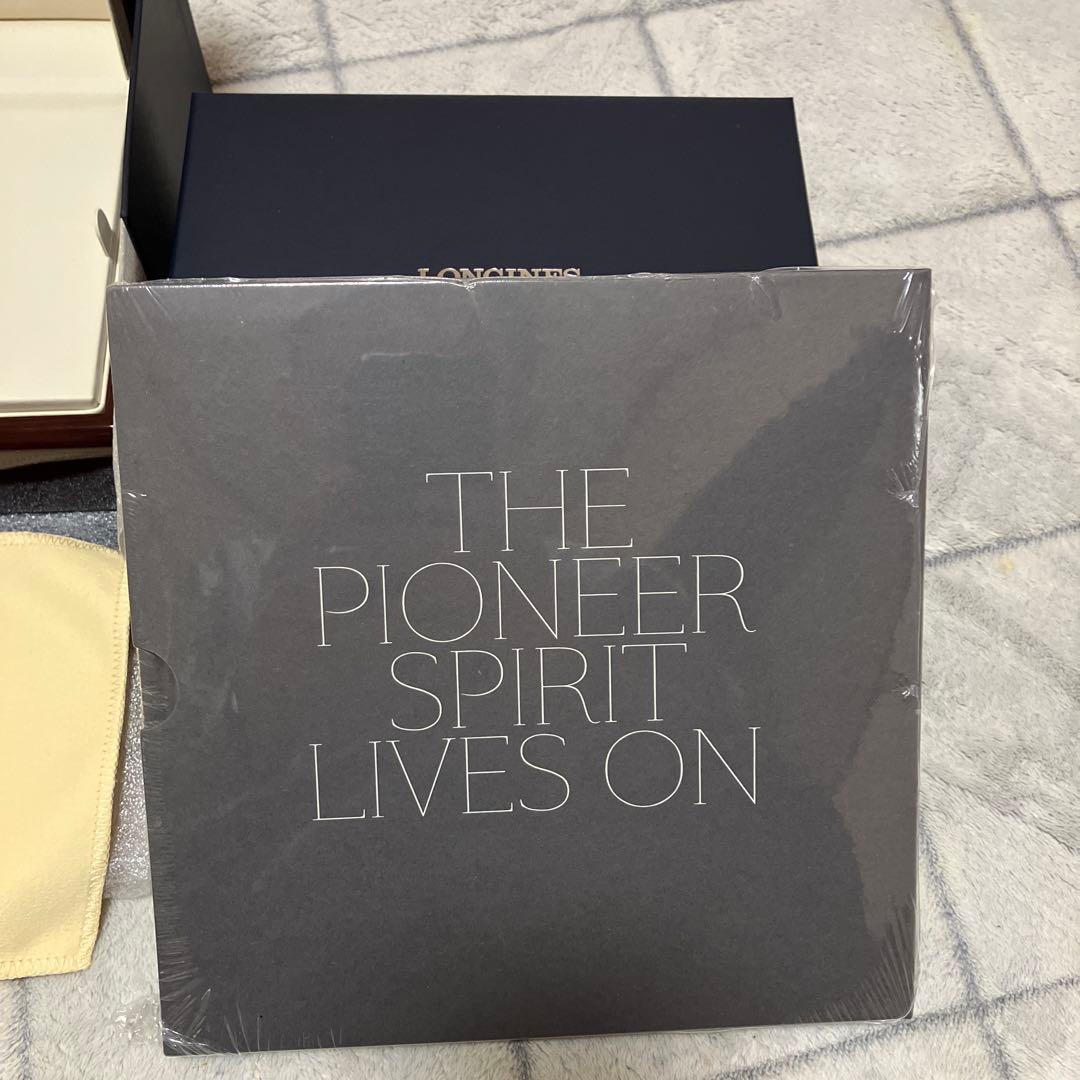 LONGINES
THE
PIONEER
SPIRIT
LIVES ON